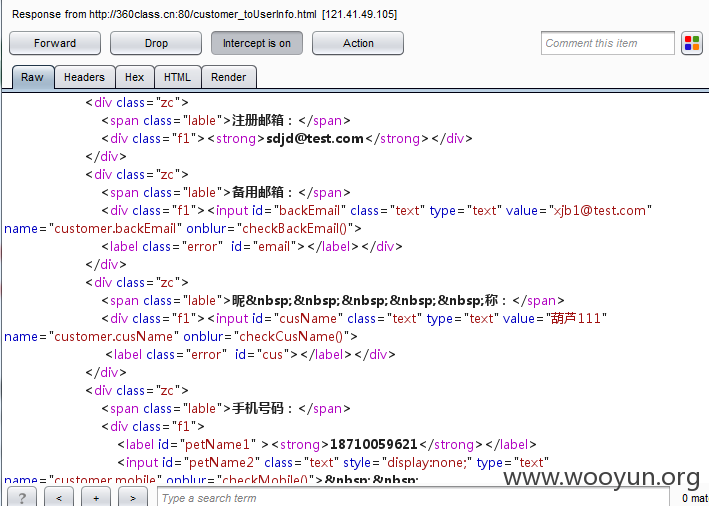 Response from http://360class.cn:80/customer_toUserInfo.html [121.41.49.105]
Forward Drop Intercept is on Action Comment this item
Raw Headers Hex HTML Render
<div class="zc">
<span class="lable">注册邮箱：</span>
<div class="f1"><strong>sdjd@test.com</strong></div>
</div>
<div class="zc">
<span class="lable">备用邮箱：</span>
<div class="f1"><input id="backEmail" class="text" type="text" value="xjb1@test.com"
name="customer.backEmail" onblur="checkBackEmail()">
<label class="error" id="email"></label></div>
</div>
<div class="zc">
<span class="lable">昵&nbsp;&nbsp;&nbsp;&nbsp;&nbsp;称：</span>
<div class="f1"><input id="cusName" class="text" type="text" value="葫芦111"
name="customer.cusName" onblur="checkCusName()">
<label class="error" id="cus"></label></div>
</div>
<div class="zc">
<span class="lable">手机号码：</span>
<div class="f1">
<label id="petName1" ><strong>18710059621</strong></label>
<input id="petName2" class="text" style="display:none;" type="text"
name="customer.mobile" onblur="checkMobile()">&nbsp;&nbsp;
www.wooyun.org
? < + > Type a search term 0 mat